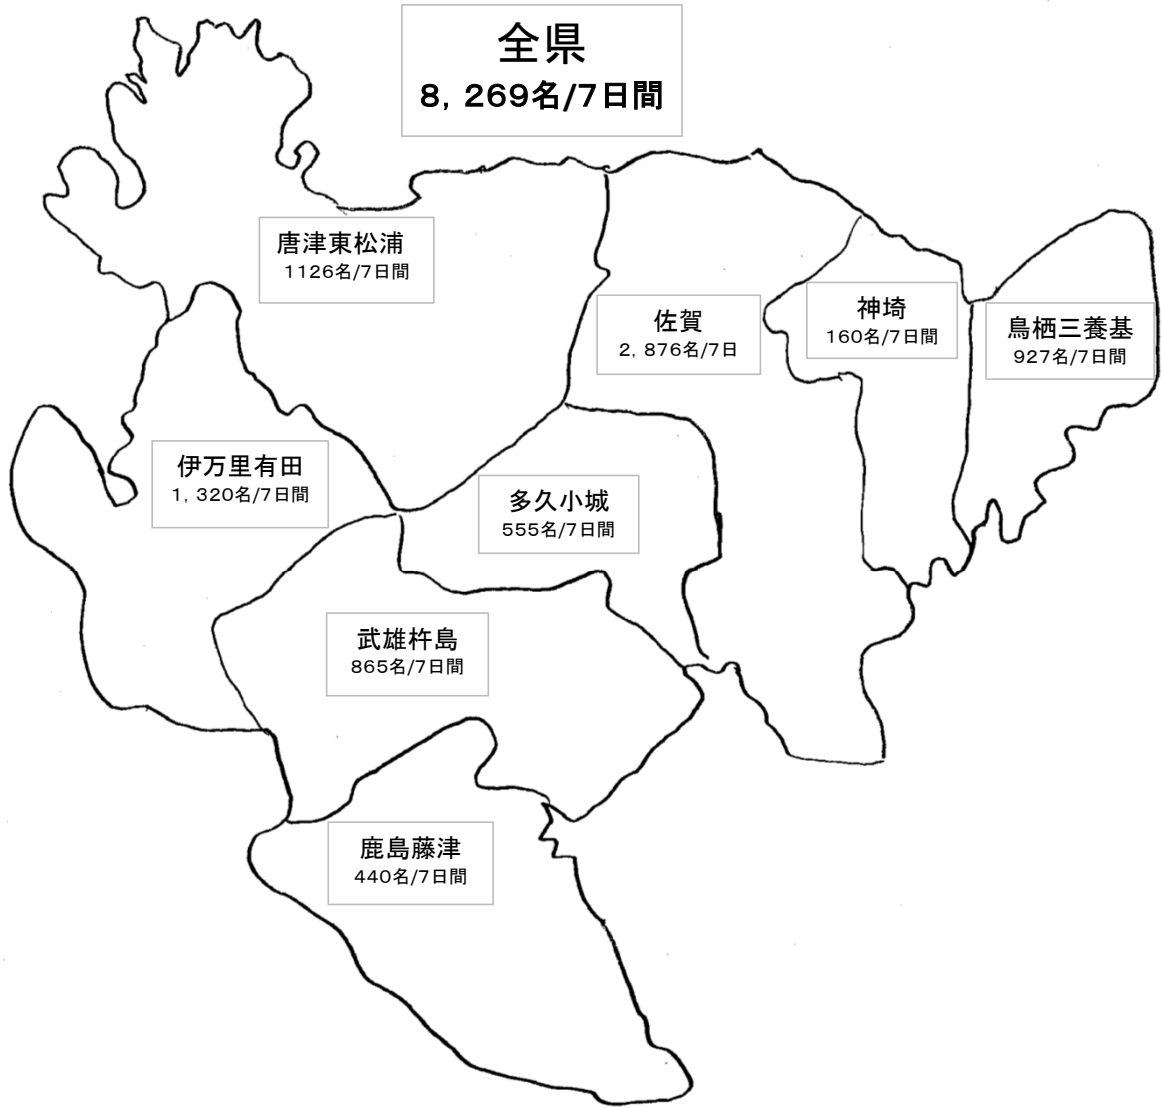 全県
8，269名/7日間
唐津東松浦
1126名/7日間
佐賀
2，876名/7日
神埼
160名/7日間
鳥栖三養基
927名/7日間
伊万里有田
1，320名/7日間
多久小城
555名/7日間
武雄杵島
865名/7日間
鹿島藤津
440名/7日間